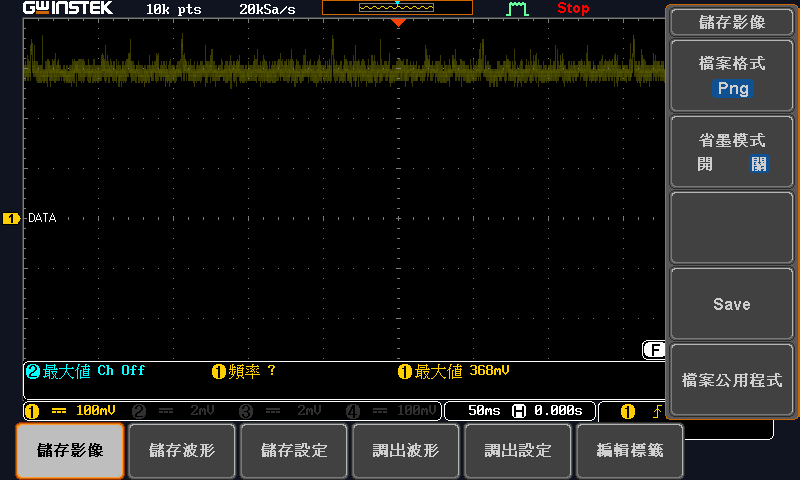 GWINSTEK 10k pts 20kSa/s Stop
儲存影像
檔案格式
Png
省墨模式
開 關
1 DATA
Save
F
2 最大值 Ch Off 1 頻率 ? 1 最大值 368mV
檔案公用程式
1 100mV 2 2mV 3 2mV 4 100mV 50ms H 0.000s 1
儲存影像 儲存波形 儲存設定 調出波形 調出設定 編輯標籤